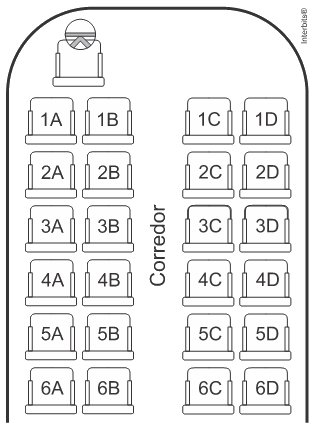 Interbits®
1A 1B 1C 1D
2A 2B 2C 2D
3A 3B 3C 3D
4A 4B 4C 4D
5A 5B 5C 5D
6A 6B 6C 6D
Corredor